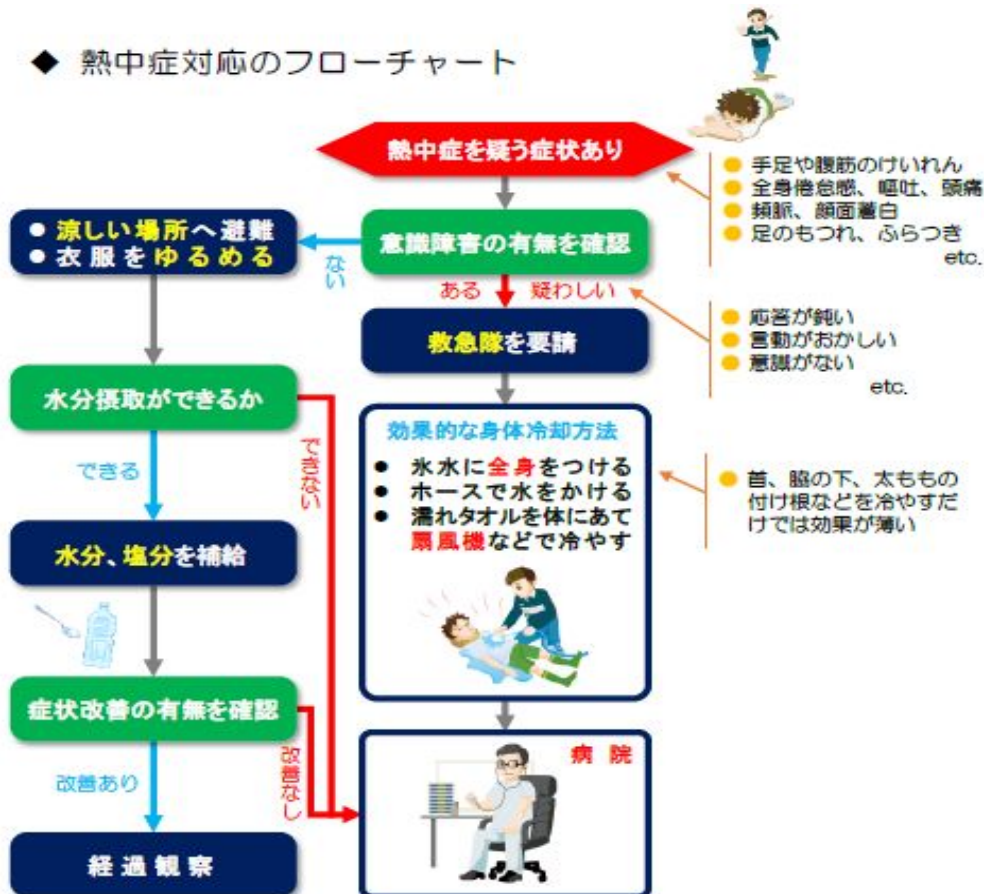 ◆ 熱中症対応のフローチャート
熱中症を疑う症状あり
● 手足や腹筋のけいれん
● 全身倦怠感、嘔吐、頭痛
● 頻脈、顔面蒼白
● 足のもつれ、ふらつき
etc.
意識障害の有無を確認
ない
● 涼しい場所へ避難
● 衣服をゆるめる
ある 疑わしい
● 応答が鈍い
● 言動がおかしい
● 意識がない
etc.
救急隊を要請
水分摂取ができるか
できる
できない
効果的な身体冷却方法
● 氷水に全身をつける
● ホースで水をかける
● 濡れタオルを体にあて
扇風機などで冷やす
● 首、脇の下、太ももの
付け根などを冷やすだ
けでは効果が薄い
水分、塩分を補給
症状改善の有無を確認
改善あり
改善なし
経過観察
病院